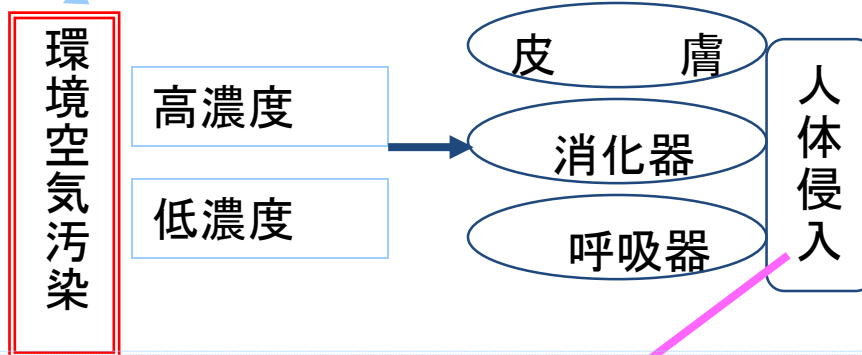 環境空気汚染
高濃度
低濃度
皮膚
消化器
呼吸器
人体侵入